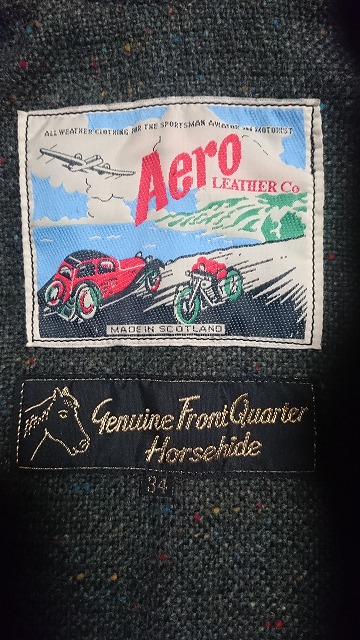 ALL WEATHER CLOTHING FOR THE SPORTSMAN AVIATOR AND MOTORIST
Aero
LEATHER Co
MADE IN SCOTLAND
Genuine Front Quarter
Horsehide
34